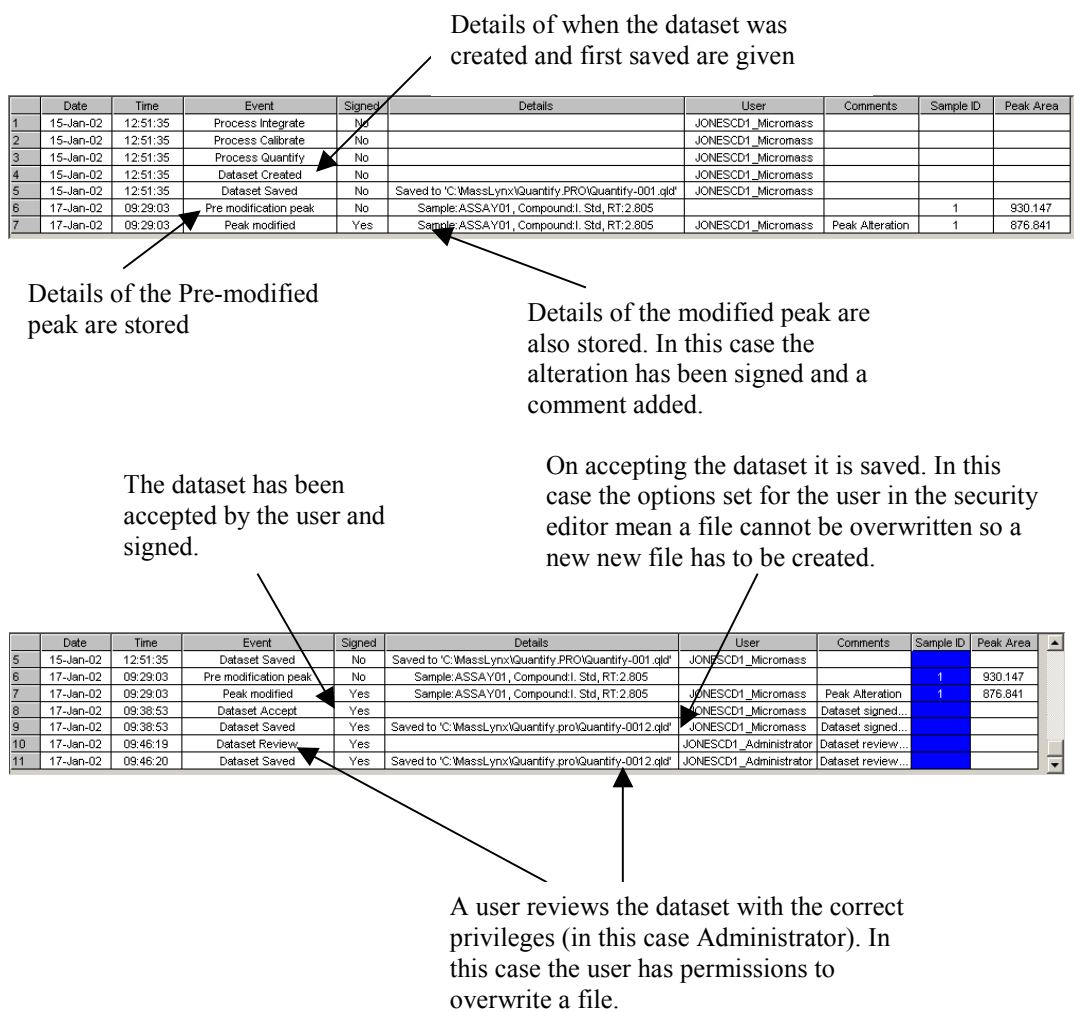 Details of when the dataset was
created and first saved are given
Date Time Event Signed Details User Comments Sample ID Peak Area
1 15-Jan-02 12:51:35 Process Integrate No JONESCD1_Micromass
2 15-Jan-02 12:51:35 Process Calibrate No JONESCD1_Micromass
3 15-Jan-02 12:51:35 Process Quantify No JONESCD1_Micromass
4 15-Jan-02 12:51:35 Dataset Created No JONESCD1_Micromass
5 15-Jan-02 12:51:35 Dataset Saved No Saved to 'C:\MassLynx\Quantify.PRO\Quantify-001.qld' JONESCD1_Micromass
6 17-Jan-02 09:29:03 Pre modification peak No Sample:ASSAY01, Compound:I. Std, RT:2.805 1 930.147
7 17-Jan-02 09:29:03 Peak modified Yes Sample:ASSAY01, Compound:I. Std, RT:2.805 JONESCD1_Micromass Peak Alteration 1 876.841
Details of the Pre-modified
peak are stored
Details of the modified peak are
also stored. In this case the
alteration has been signed and a
comment added.
The dataset has been
accepted by the user and
signed.
On accepting the dataset it is saved. In this
case the options set for the user in the security
editor mean a file cannot be overwritten so a
new new file has to be created.
Date Time Event Signed Details User Comments Sample ID Peak Area
5 15-Jan-02 12:51:35 Dataset Saved No Saved to 'C:\MassLynx\Quantify.PRO\Quantify-001.qld' JONESCD1_Micromass
6 17-Jan-02 09:29:03 Pre modification peak No Sample:ASSAY01, Compound:I. Std, RT:2.805 1 930.147
7 17-Jan-02 09:29:03 Peak modified Yes Sample:ASSAY01, Compound:I. Std, RT:2.805 JONESCD1_Micromass Peak Alteration 1 876.841
8 17-Jan-02 09:38:53 Dataset Accept Yes JONESCD1_Micromass Dataset signed...
9 17-Jan-02 09:38:53 Dataset Saved Yes Saved to 'C:\MassLynx\Quantify.pro\Quantify-0012.qld' JONESCD1_Micromass Dataset signed...
10 17-Jan-02 09:46:19 Dataset Review Yes JONESCD1_Administrator Dataset review...
11 17-Jan-02 09:46:20 Dataset Saved Yes Saved to 'C:\MassLynx\Quantify.pro\Quantify-0012.qld' JONESCD1_Administrator Dataset review...
A user reviews the dataset with the correct
privileges (in this case Administrator). In
this case the user has permissions to
overwrite a file.